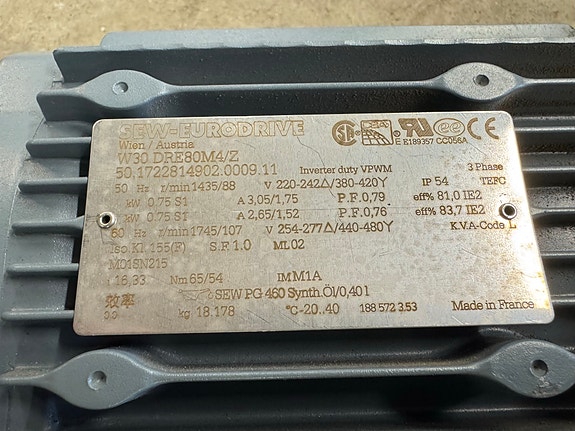 SEW-EURODRIVE
Wien / Austria
W30 DRE80M4/Z
50.1722814902.0009.11 Inverter duty VPWM 3 Phase
E189357 CC056A
50 Hz r/min 1435/88 V 220-242Δ/380-420Y IP 54 TEFC
kW 0.75 S1 A 3,05/1,75 P.F. 0,79 eff% 81,0 IE2
kW 0.75 S1 A 2,65/1,52 P.F. 0,76 eff% 83,7 IE2
60 Hz r/min 1745/107 V 254-277Δ/440-480Y K.V.A-Code L
Iso.Kl. 155(F) S.F 1.0 ML 02
M01SN215
i 16,33 Nm 65/54 IM M1A
SEW PG 460 Synth.Öl/0,40 l
kg 18.178 °C -20..40 188 572 3.53 Made in France